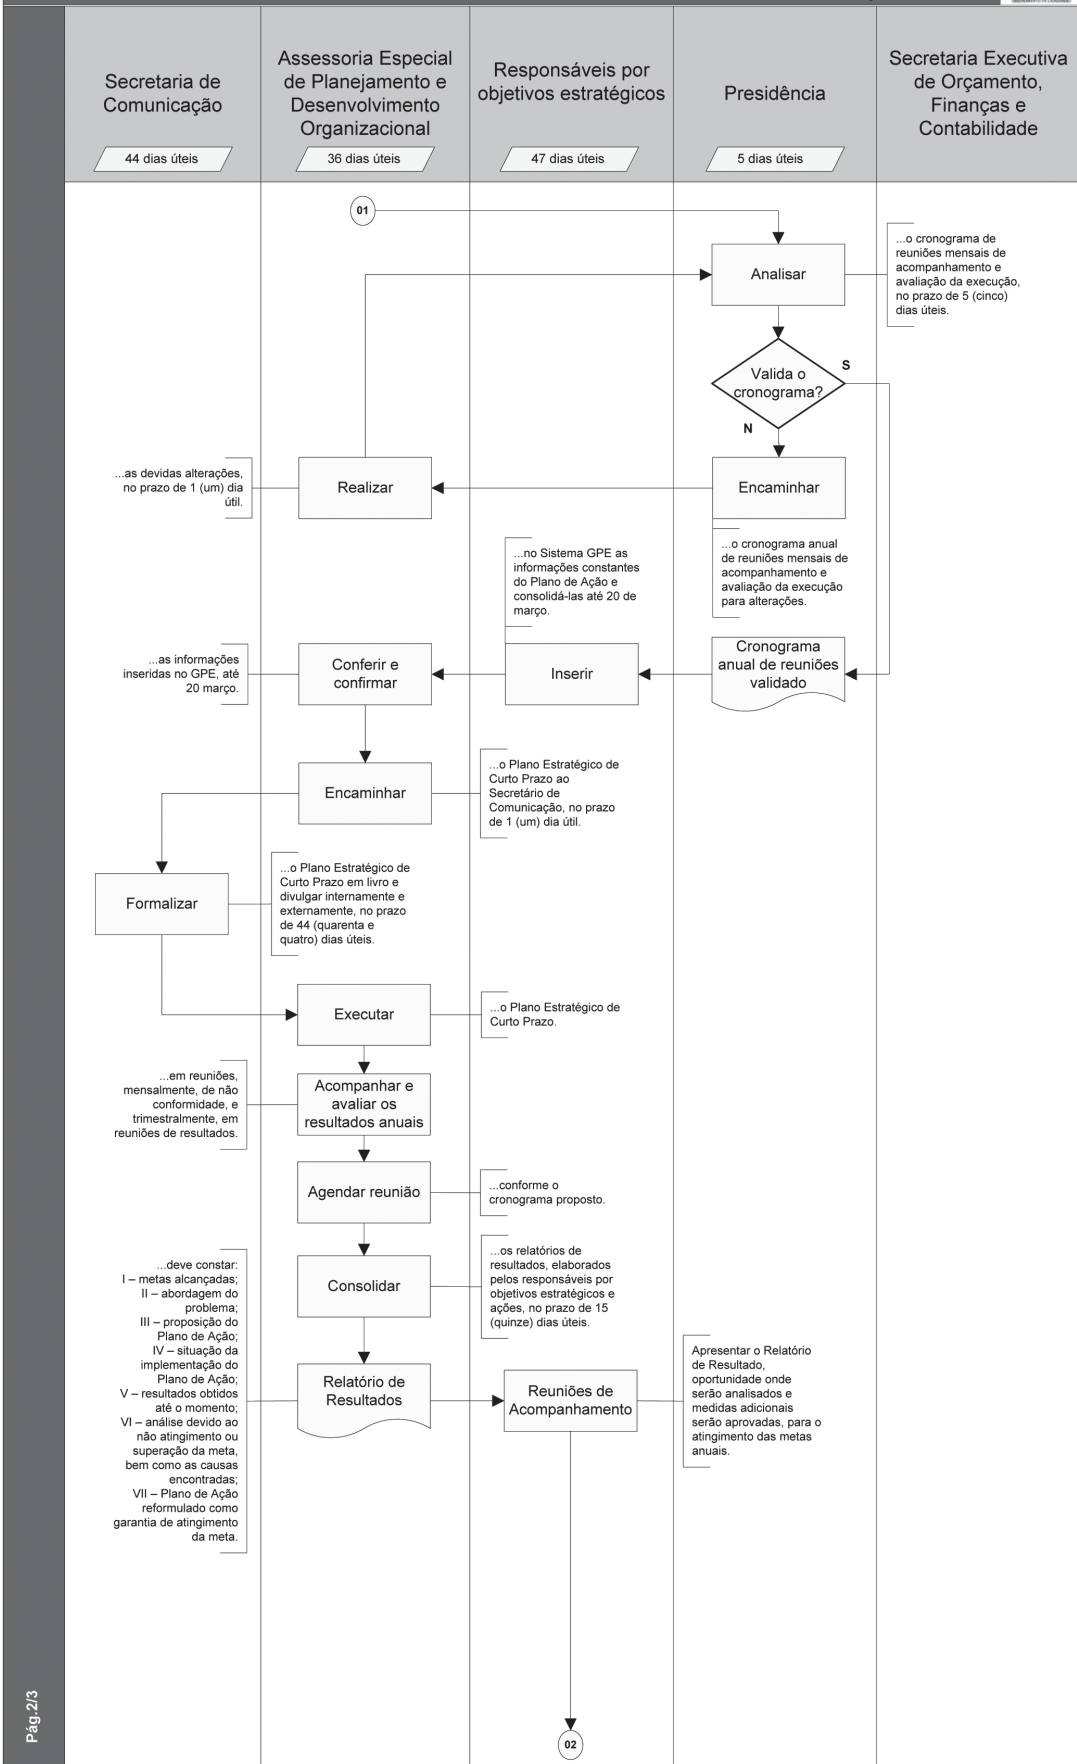 Secretaria de
Comunicação
44 dias úteis
Assessoria Especial
de Planejamento e
Desenvolvimento
Organizacional
36 dias úteis
Responsáveis por
objetivos estratégicos
47 dias úteis
Presidência
5 dias úteis
Secretaria Executiva
de Orçamento,
Finanças e
Contabilidade
01
Analisar
...o cronograma de
reuniões mensais de
acompanhamento e
avaliação da execução,
no prazo de 5 (cinco)
dias úteis.
Valida o
cronograma?
S
N
Encaminhar
...o cronograma anual
de reuniões mensais de
acompanhamento e
avaliação da execução
para alterações.
Realizar
...as devidas alterações,
no prazo de 1 (um) dia
útil.
Cronograma
anual de reuniões
validado
...no Sistema GPE as
informações constantes
do Plano de Ação e
consolidá-las até 20 de
março.
Inserir
Conferir e
confirmar
...as informações
inseridas no GPE, até
20 março.
Encaminhar
...o Plano Estratégico de
Curto Prazo ao
Secretário de
Comunicação, no prazo
de 1 (um) dia útil.
Formalizar
...o Plano Estratégico de
Curto Prazo em livro e
divulgar internamente e
externamente, no prazo
de 44 (quarenta e
quatro) dias úteis.
Executar
...o Plano Estratégico de
Curto Prazo.
Acompanhar e
avaliar os
resultados anuais
...em reuniões,
mensalmente, de não
conformidade, e
trimestralmente, em
reuniões de resultados.
Agendar reunião
...conforme o
cronograma proposto.
Consolidar
...os relatórios de
resultados, elaborados
pelos responsáveis por
objetivos estratégicos e
ações, no prazo de 15
(quinze) dias úteis.
Relatório de
Resultados
...deve constar:
I – metas alcançadas;
II – abordagem do
problema;
III – proposição do
Plano de Ação;
IV – situação da
implementação do
Plano de Ação;
V – resultados obtidos
até o momento;
VI – análise devido ao
não atingimento ou
superação da meta,
bem como as causas
encontradas;
VII – Plano de Ação
reformulado como
garantia de atingimento
da meta.
Reuniões de
Acompanhamento
Apresentar o Relatório
de Resultado,
oportunidade onde
serão analisados e
medidas adicionais
serão aprovadas, para o
atingimento das metas
anuais.
02
Pág.2/3